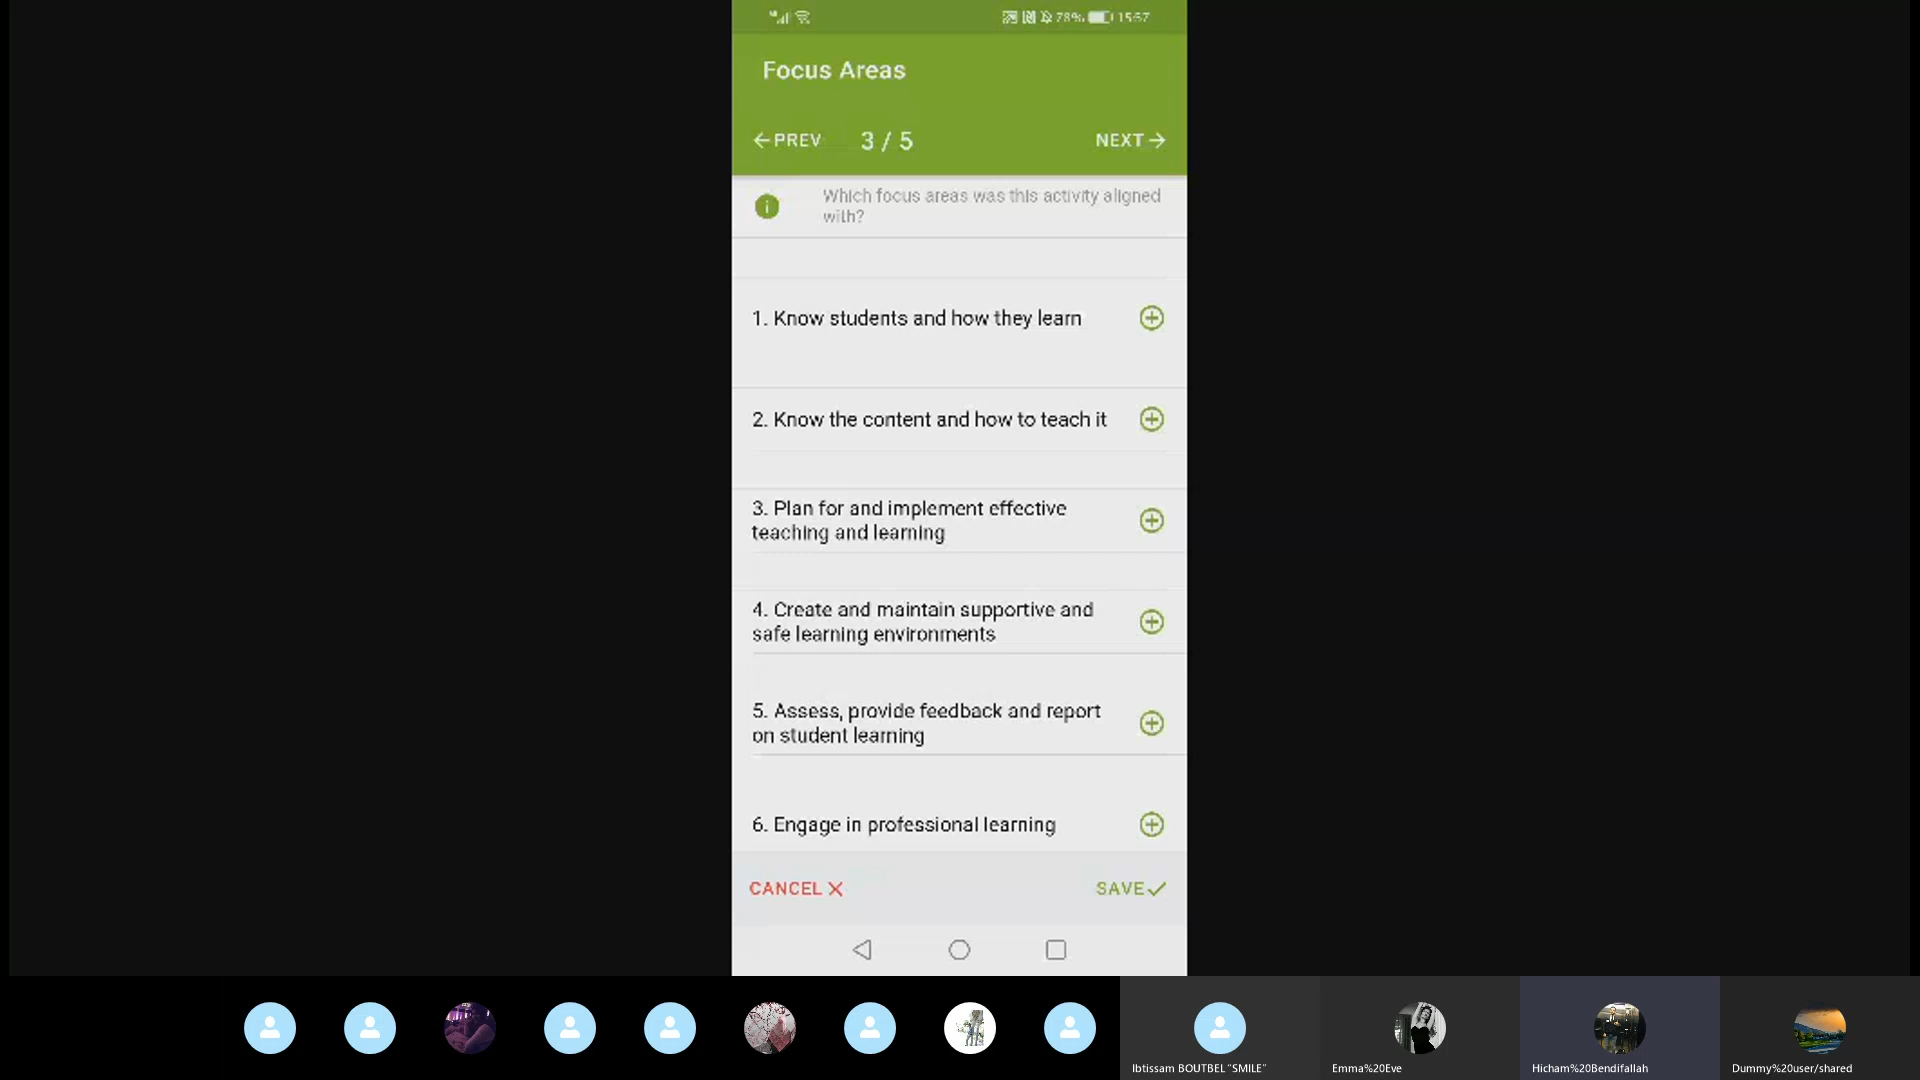 78% 15:57
Focus Areas
PREV 3 / 5 NEXT
Which focus areas was this activity aligned
with?
1. Know students and how they learn
2. Know the content and how to teach it
3. Plan for and implement effective
teaching and learning
4. Create and maintain supportive and
safe learning environments
5. Assess, provide feedback and report
on student learning
6. Engage in professional learning
CANCEL SAVE
Ibtissam BOUTBEL "SMILE" Emma%20Eve Hicham%20Bendifallah Dummy%20user/shared